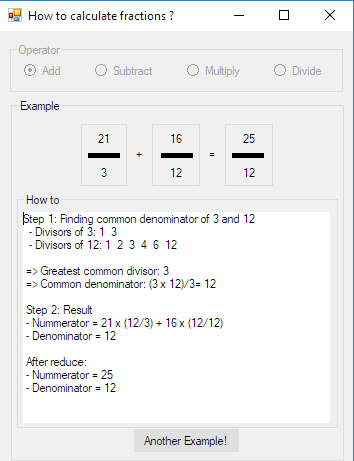 How to calculate fractions ?
Operator
Add Subtract Multiply Divide
Example
21 16 25
+ =
3 12 12
How to
Step 1: Finding common denominator of 3 and 12
- Divisors of 3: 1 3
- Divisors of 12: 1 2 3 4 6 12
=> Greatest common divisor: 3
=> Common denominator: (3 x 12)/3= 12
Step 2: Result
- Nummerator = 21 x (12/3) + 16 x (12/12)
- Denominator = 12
After reduce:
- Nummerator = 25
- Denominator = 12
Another Example!